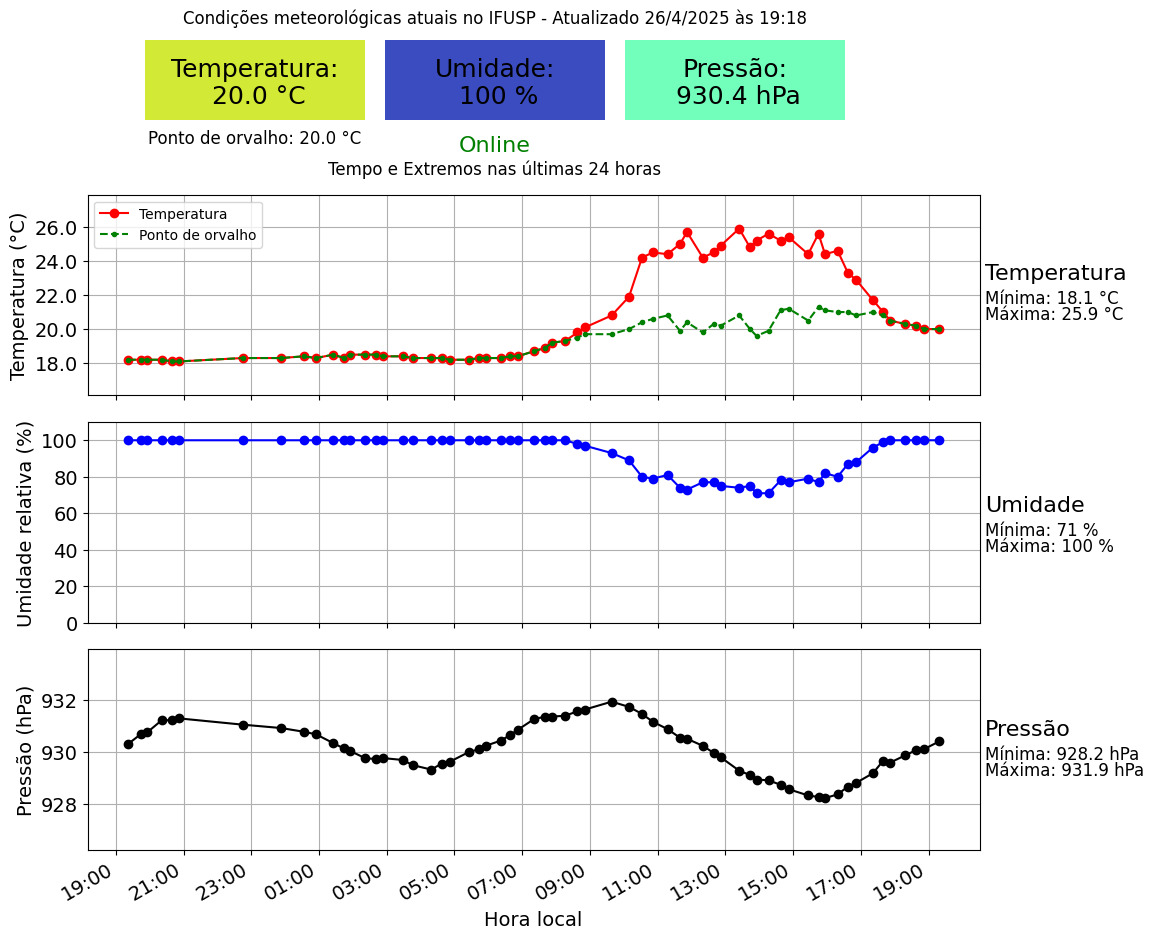 Condições meteorológicas atuais no IFUSP - Atualizado 26/4/2025 às 19:18
Temperatura:
20.0 °C
Umidade:
100 %
Pressão:
930.4 hPa
Ponto de orvalho: 20.0 °C
Online
Tempo e Extremos nas últimas 24 horas
Temperatura (°C)
26.0
24.0
22.0
20.0
18.0
Temperatura
Ponto de orvalho
Temperatura
Mínima: 18.1 °C
Máxima: 25.9 °C
Umidade relativa (%)
100
80
60
40
20
0
Umidade
Mínima: 71 %
Máxima: 100 %
Pressão (hPa)
932
930
928
Pressão
Mínima: 928.2 hPa
Máxima: 931.9 hPa
19:00 21:00 23:00 01:00 03:00 05:00 07:00 09:00 11:00 13:00 15:00 17:00 19:00
Hora local